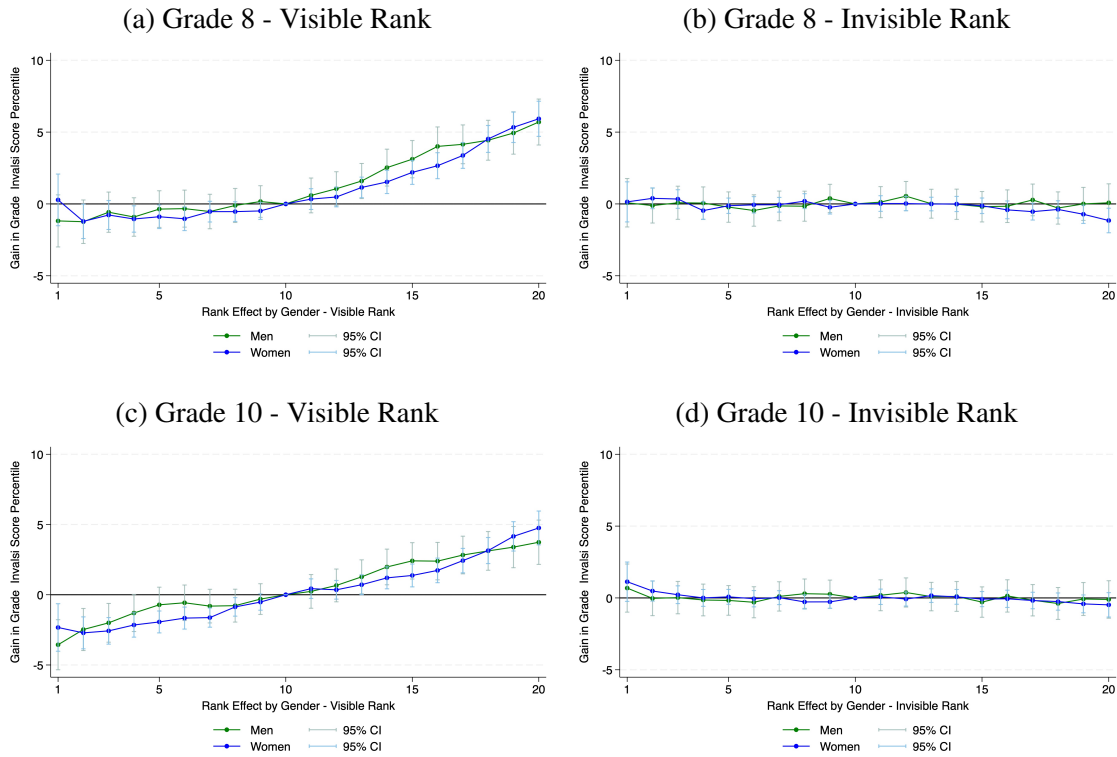 (a) Grade 8 - Visible Rank
Gain in Grade Invalsi Score Percentile
10
5
0
-5
1 5 10 15 20
Rank Effect by Gender - Visible Rank
Men 95% CI
Women 95% CI
(b) Grade 8 - Invisible Rank
Gain in Grade Invalsi Score Percentile
10
5
0
-5
1 5 10 15 20
Rank Effect by Gender - Invisible Rank
Men 95% CI
Women 95% CI
(c) Grade 10 - Visible Rank
Gain in Grade Invalsi Score Percentile
10
5
0
-5
1 5 10 15 20
Rank Effect by Gender - Visible Rank
Men 95% CI
Women 95% CI
(d) Grade 10 - Invisible Rank
Gain in Grade Invalsi Score Percentile
10
5
0
-5
1 5 10 15 20
Rank Effect by Gender - Invisible Rank
Men 95% CI
Women 95% CI